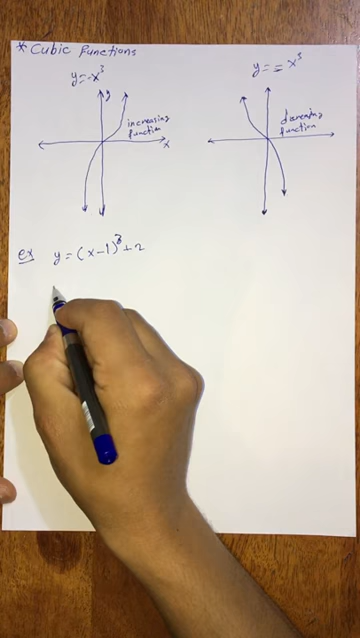 * Cubic functions
y=-x³
y
increasing
function
x
y== x³
decreasing
function
ex y=(x-1)³+2